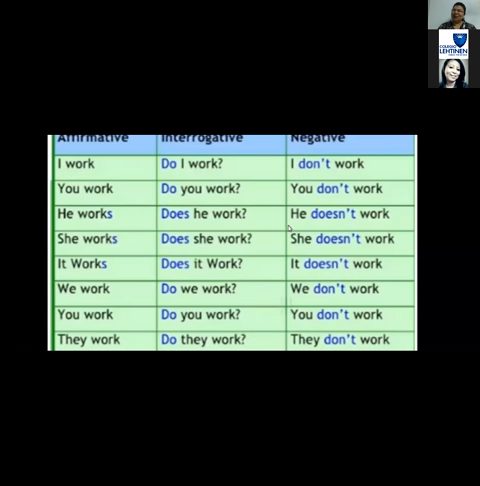 COLEGIO
LEHTINEN
Affirmative Interrogative Negative
I work Do I work? I don't work
You work Do you work? You don't work
He works Does he work? He doesn't work
She works Does she work? She doesn't work
It Works Does it Work? It doesn't work
We work Do we work? We don't work
You work Do you work? You don't work
They work Do they work? They don't work